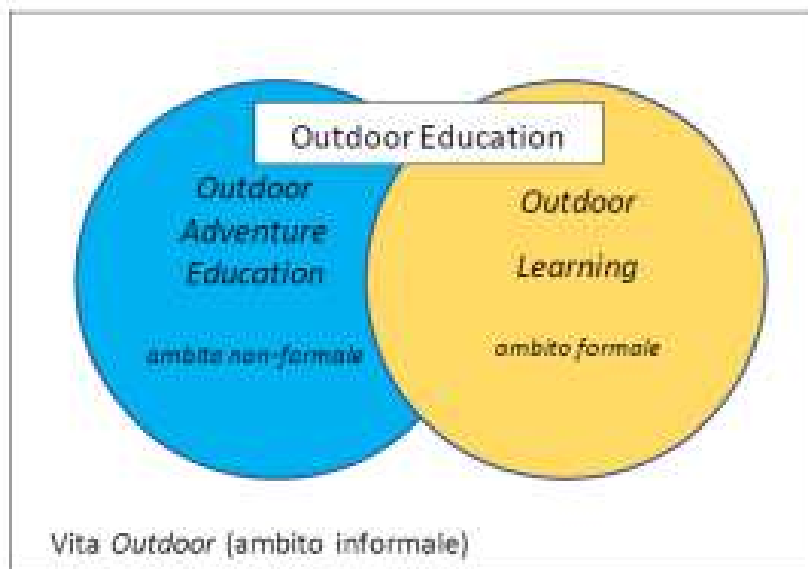 Outdoor Education
Outdoor
Adventure
Education
ambito non-formale
Outdoor
Learning
ambito formale
Vita Outdoor (ambito informale)